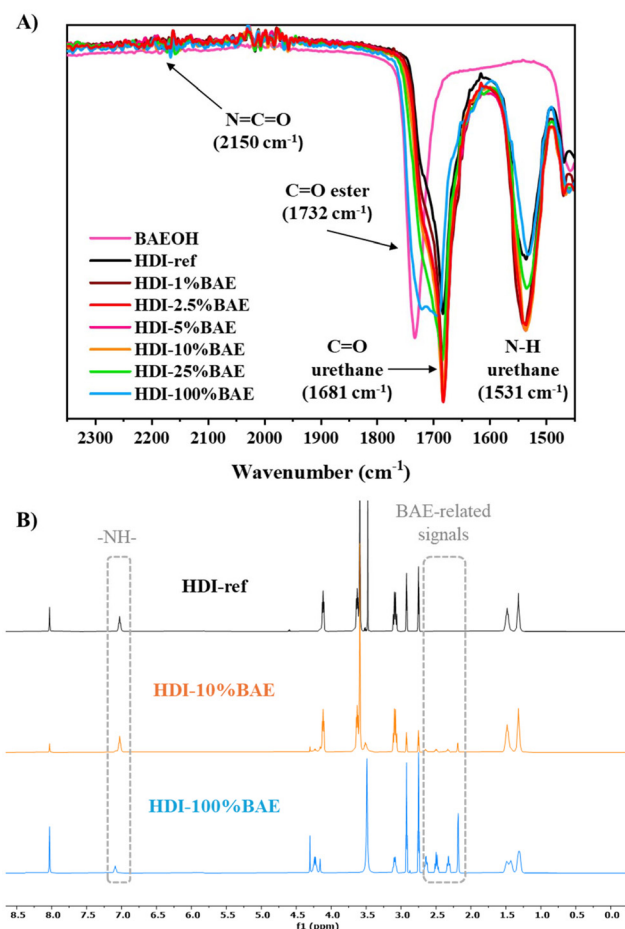 A)
N=C=O
(2150 cm-1)
C=O ester
(1732 cm-1)
BAEOH
HDI-ref
HDI-1%BAE
HDI-2.5%BAE
HDI-5%BAE
HDI-10%BAE
HDI-25%BAE
HDI-100%BAE
C=O
urethane
(1681 cm-1)
N-H
urethane
(1531 cm-1)
2300 2200 2100 2000 1900 1800 1700 1600 1500
Wavenumber (cm-1)
B)
-NH-
BAE-related
signals
HDI-ref
HDI-10%BAE
HDI-100%BAE
8.5 8.0 7.5 7.0 6.5 6.0 5.5 5.0 4.5 4.0 3.5 3.0 2.5 2.0 1.5 1.0 0.5 0.0
f1 (ppm)